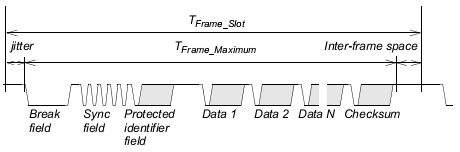 T_Frame_Slot
jitter
T_Frame_Maximum
Inter-frame space
Break
field
Sync
field
Protected
identifier
field
Data 1
Data 2
Data N
Checksum